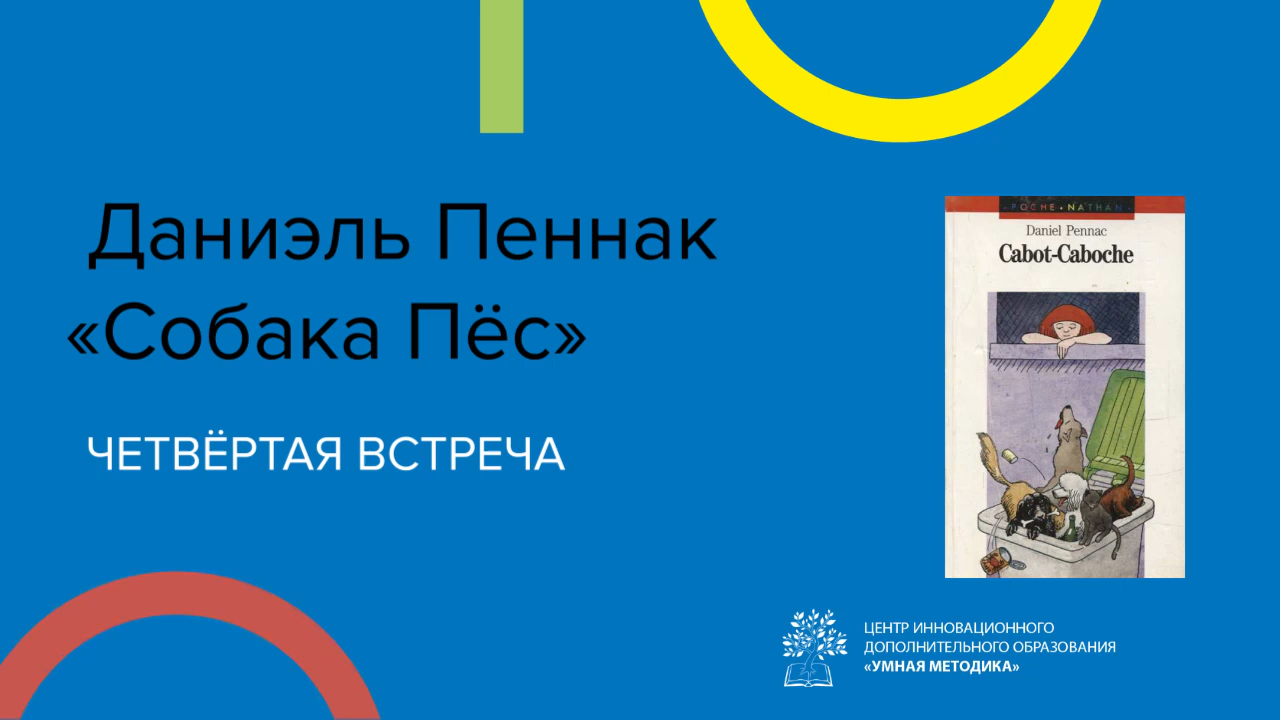 Даниэль Пеннак
«Собака Пёс»
ЧЕТВЁРТАЯ ВСТРЕЧА
POCHE • NATHAN
Daniel Pennac
Cabot-Caboche
ЦЕНТР ИННОВАЦИОННОГО
ДОПОЛНИТЕЛЬНОГО ОБРАЗОВАНИЯ
«УМНАЯ МЕТОДИКА»